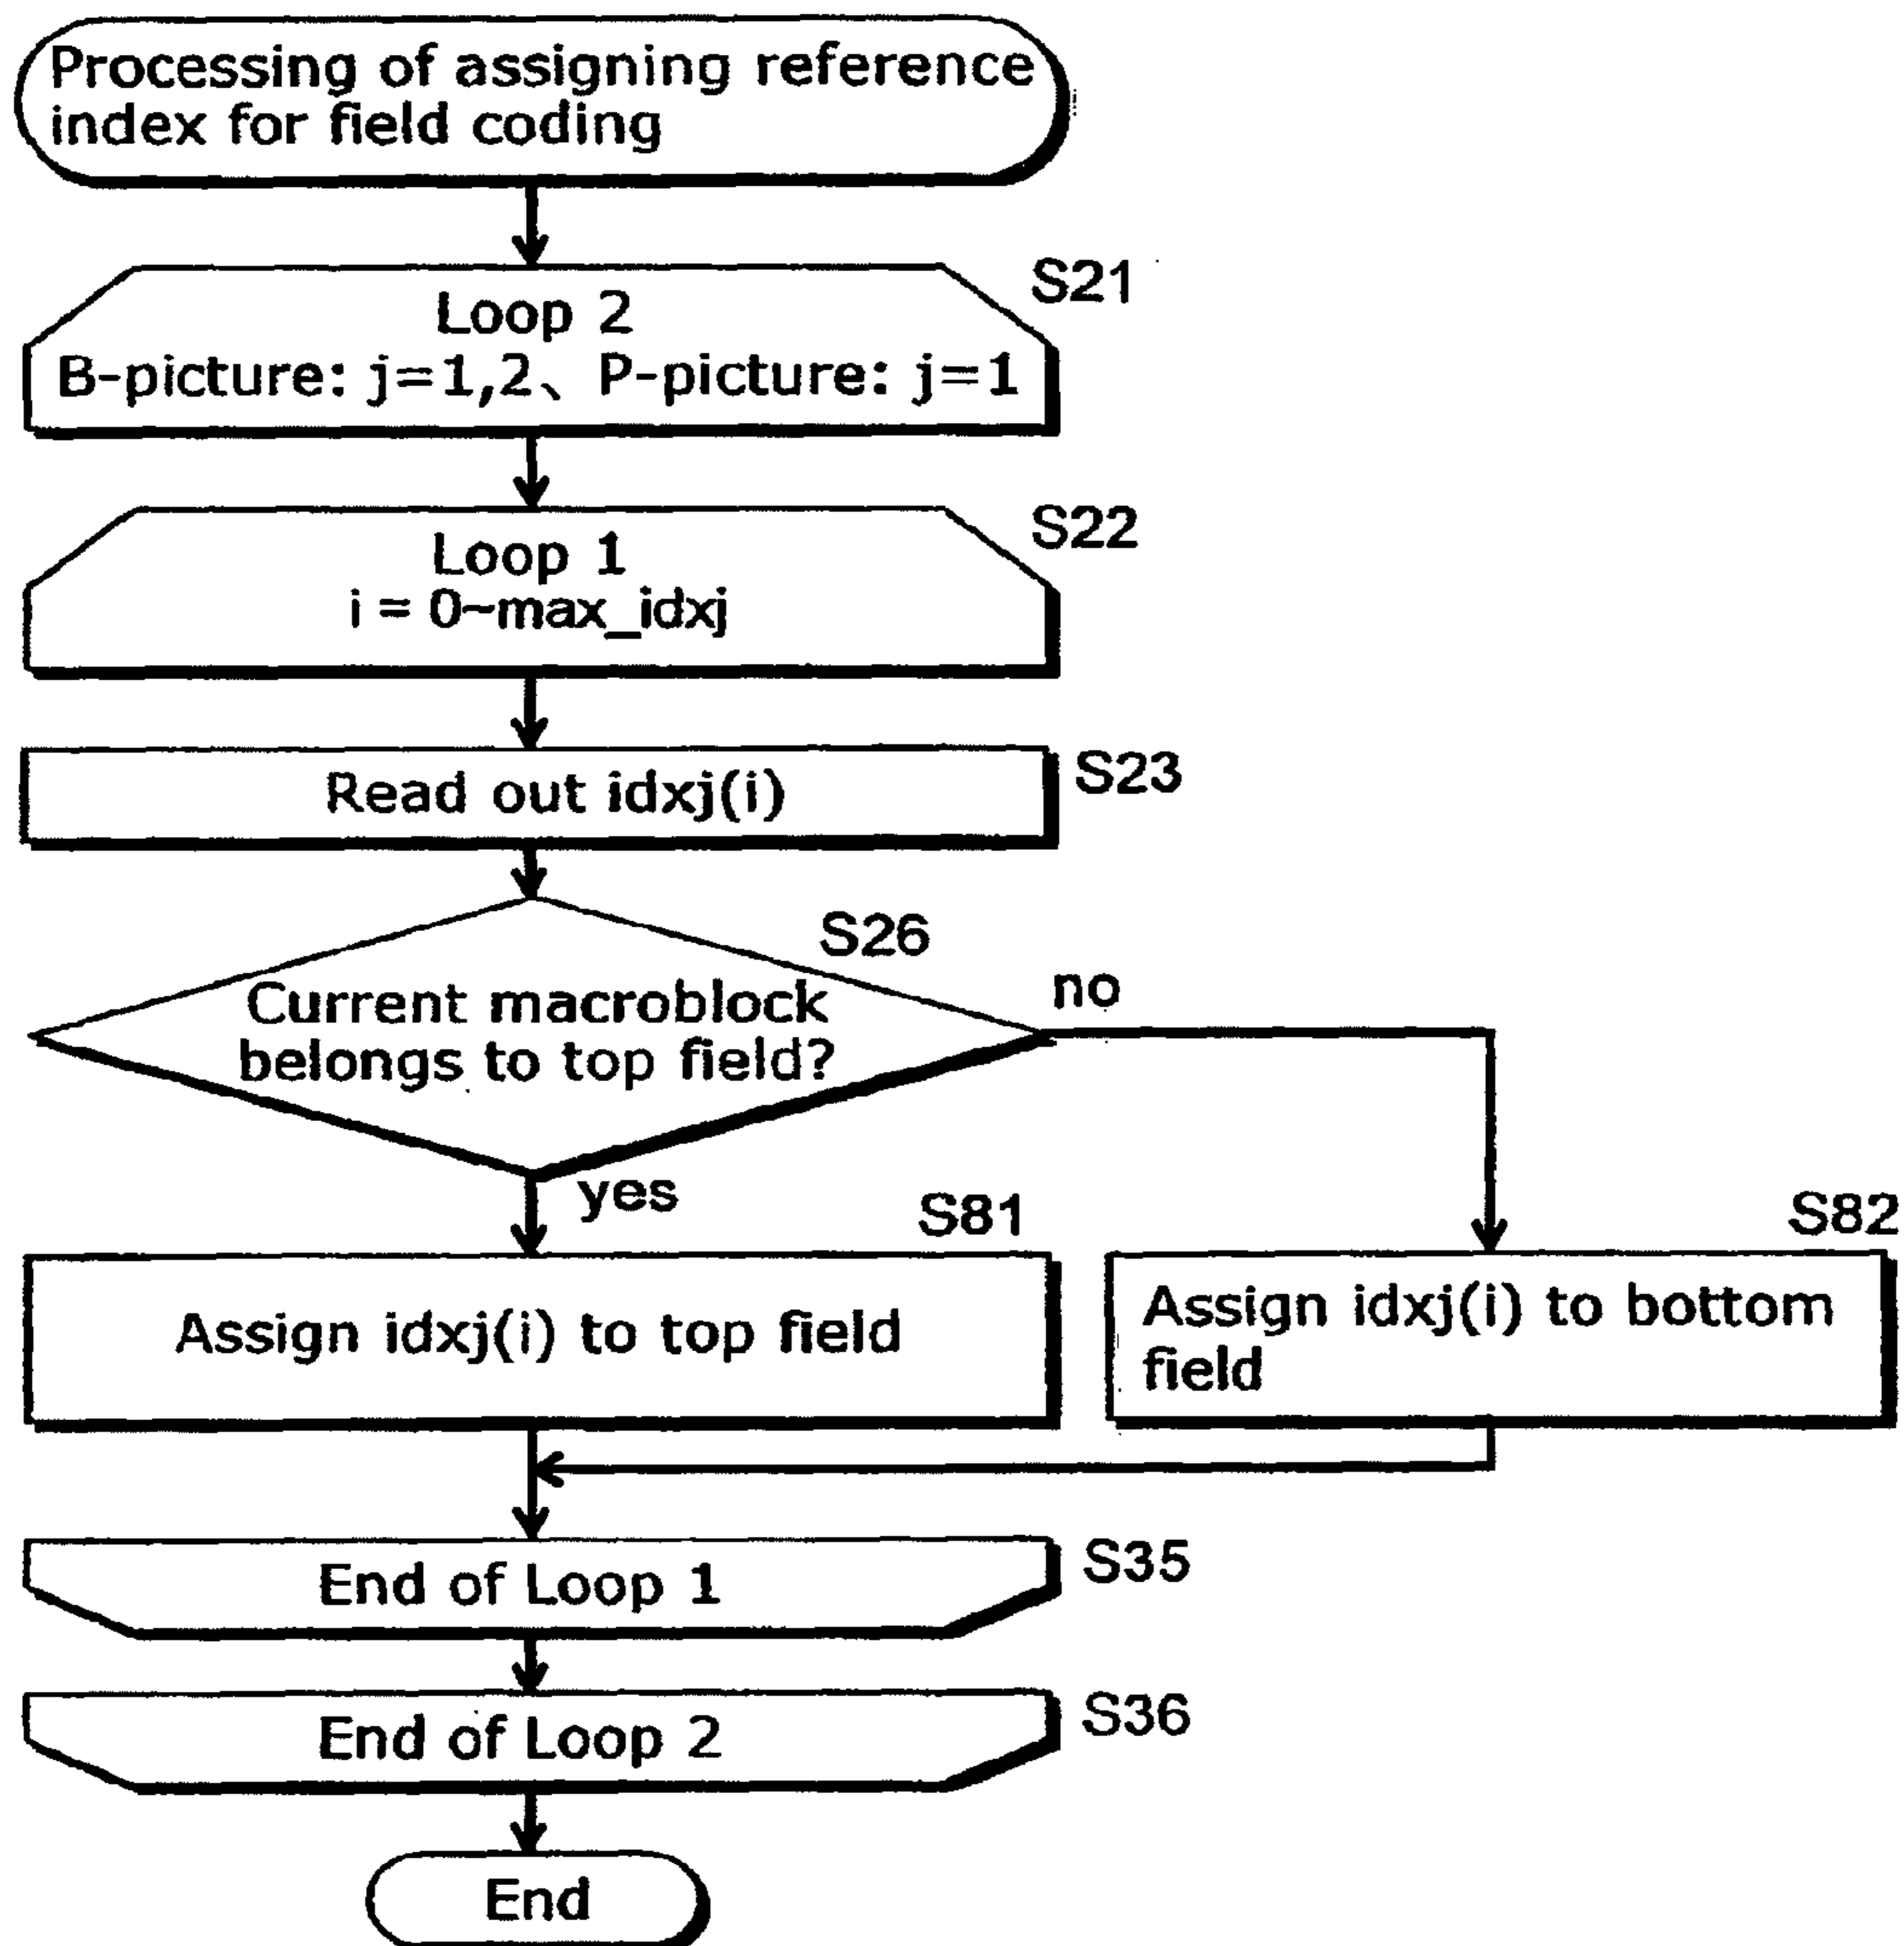 Processing of assigning reference
index for field coding
S21
Loop 2
B-picture: j=1,2、 P-picture: j=1
S22
Loop 1
i = 0~max_idxj
Read out idxj(i)
S23
S26
Current macroblock
belongs to top field?
no
yes
S81
S82
Assign idxj(i) to top field
Assign idxj(i) to bottom
field
End of Loop 1
S35
End of Loop 2
S36
End